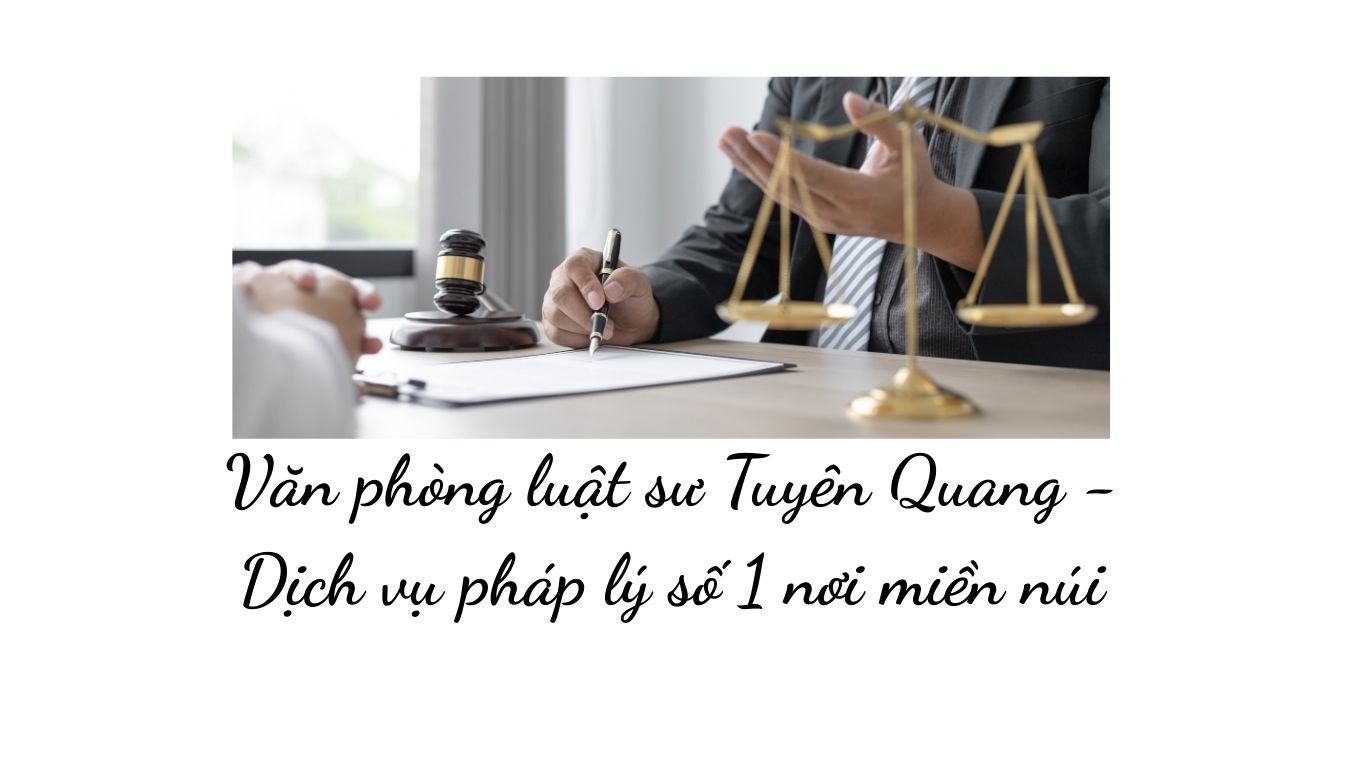 Văn phòng luật sư Tuyên Quang -
Dịch vụ pháp lý số 1 nơi miền núi